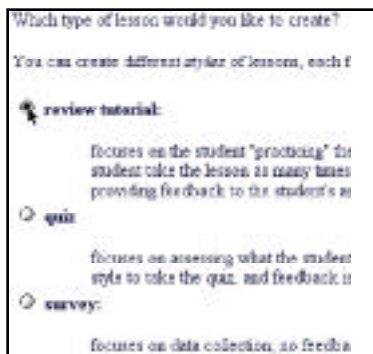 Which type of lesson would you like to create?
You can create different styles of lessons, each f
review tutorial:
focuses on the student "practicing" the
student take the lesson as many times
providing feedback to the student's an
quiz
focuses on assessing what the student
style to take the quiz, and feedback is
survey:
focuses on data collection, no feedba